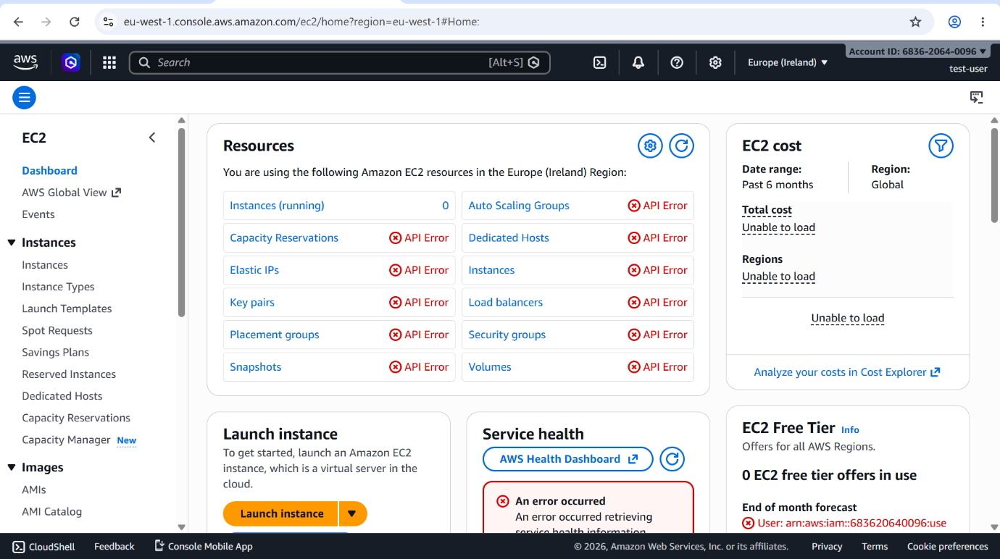 eu-west-1.console.aws.amazon.com/ec2/home?region=eu-west-1#Home:
aws
Search
[Alt+S]
Europe (Ireland)
Account ID: 6836-2064-0096
test-user
EC2
Dashboard
AWS Global View
Events
Instances
Instances
Instance Types
Launch Templates
Spot Requests
Savings Plans
Reserved Instances
Dedicated Hosts
Capacity Reservations
Capacity Manager New
Images
AMIs
AMI Catalog
Resources
You are using the following Amazon EC2 resources in the Europe (Ireland) Region:
Instances (running) 0
Auto Scaling Groups API Error
Capacity Reservations API Error
Dedicated Hosts API Error
Elastic IPs API Error
Instances API Error
Key pairs API Error
Load balancers API Error
Placement groups API Error
Security groups API Error
Snapshots API Error
Volumes API Error
Launch instance
To get started, launch an Amazon EC2
instance, which is a virtual server in the
cloud.
Launch instance
Service health
AWS Health Dashboard
An error occurred
An error occurred retrieving
service health information
EC2 cost
Date range:
Past 6 months
Region:
Global
Total cost
Unable to load
Regions
Unable to load
Unable to load
Analyze your costs in Cost Explorer
EC2 Free Tier Info
Offers for all AWS Regions.
0 EC2 free tier offers in use
End of month forecast
User: arn:aws:iam::683620640096:use
CloudShell
Feedback
Console Mobile App
© 2026, Amazon Web Services, Inc. or its affiliates.
Privacy
Terms
Cookie preferences